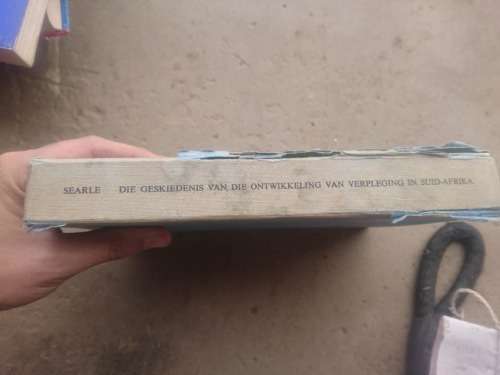 SEARLE DIE GESKIEDENIS VAN DIE ONTWIKKELING VAN VERPLEGING IN SUID-AFRIKA